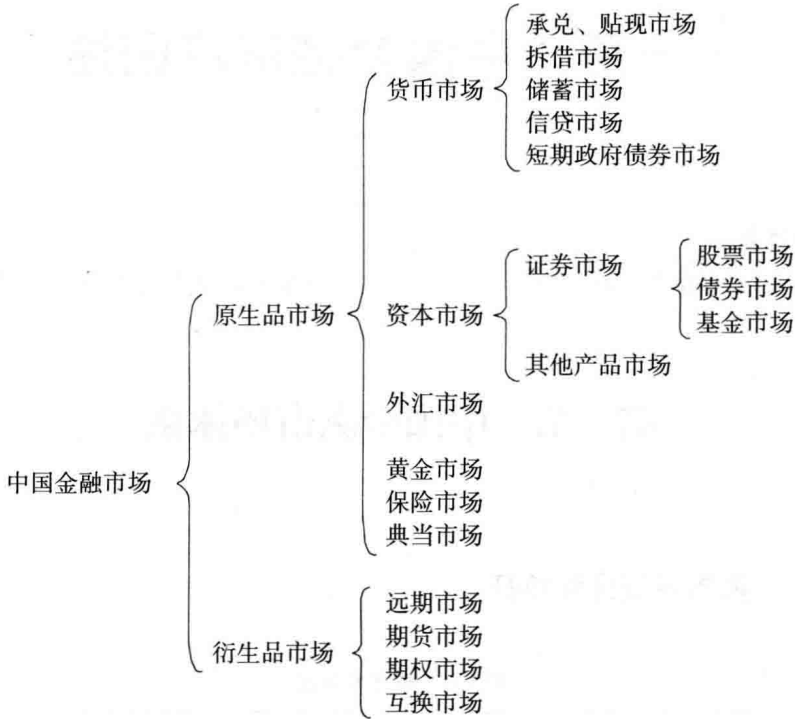 承兑、贴现市场
拆借市场
货币市场
储蓄市场
信贷市场
短期政府债券市场
证券市场
股票市场
债券市场
基金市场
原生品市场
资本市场
其他产品市场
外汇市场
黄金市场
中国金融市场
保险市场
典当市场
远期市场
期货市场
衍生品市场
期权市场
互换市场